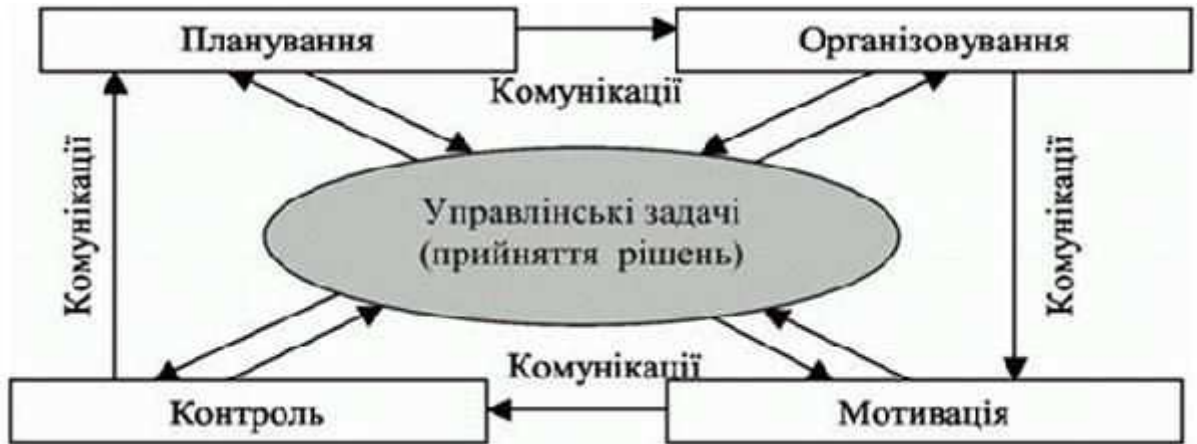 Планування
Організовування
Комунікації
Комунікації
Управлінські задачі
(прийняття рішень)
Комунікації
Комунікації
Контроль
Мотивація